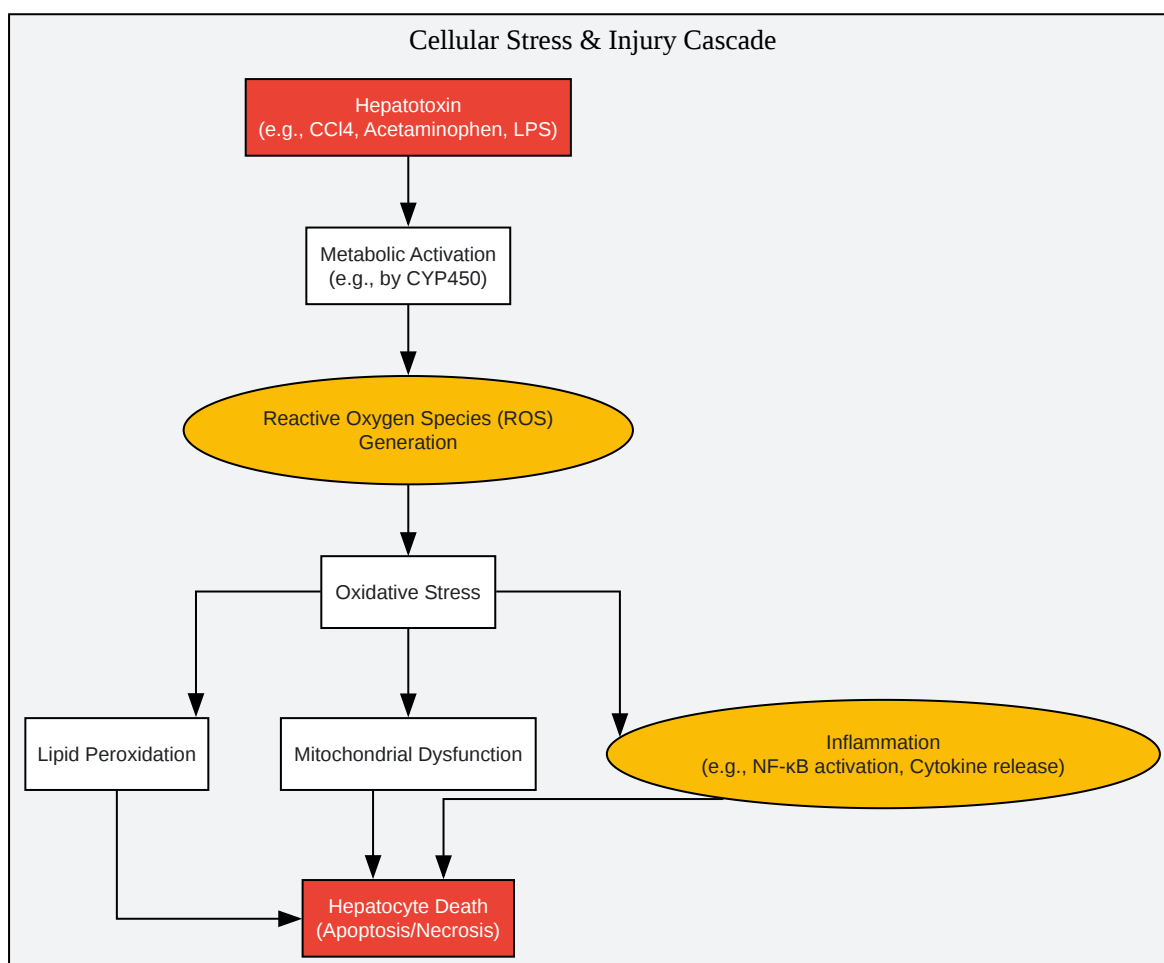 Cellular Stress & Injury Cascade
Hepatotoxin
(e.g., CCl4, Acetaminophen, LPS)
Metabolic Activation
(e.g., by CYP450)
Reactive Oxygen Species (ROS)
Generation
Oxidative Stress
Lipid Peroxidation
Mitochondrial Dysfunction
Inflammation
(e.g., NF-κB activation, Cytokine release)
Hepatocyte Death
(Apoptosis/Necrosis)